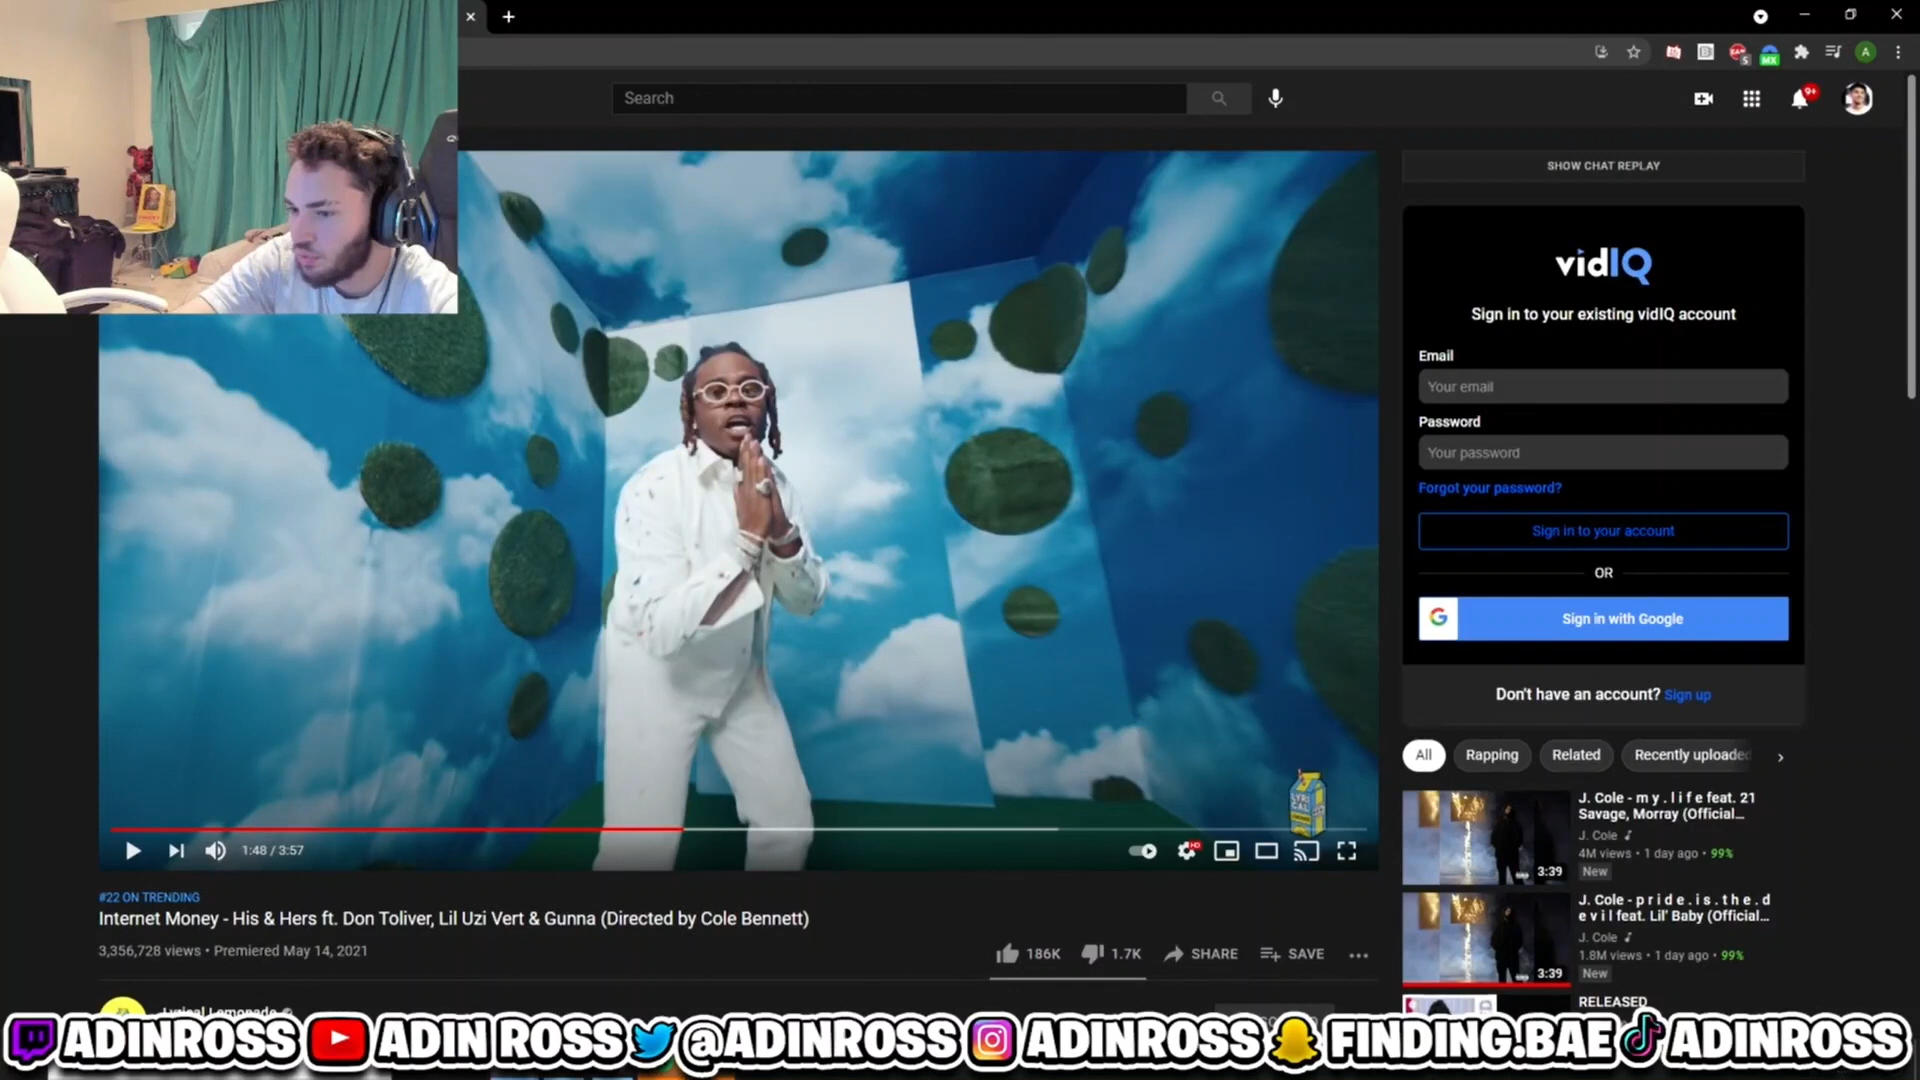 Search
9+
A
MX
S
SHOW CHAT REPLAY
vidIQ
Sign in to your existing vidIQ account
Email
Your email
Password
Your password
Forgot your password?
Sign in to your account
OR
Sign in with Google
Don't have an account? Sign up
All
Rapping
Related
Recently uploaded
LYRICAL
1:48 / 3:57
HD
#22 ON TRENDING
Internet Money - His & Hers ft. Don Toliver, Lil Uzi Vert & Gunna (Directed by Cole Bennett)
3,356,728 views • Premiered May 14, 2021
186K
1.7K
SHARE
SAVE
Lyrical Lemonade
J. Cole - m y . l i f e feat. 21
Savage, Morray (Official...
J. Cole
4M views • 1 day ago • 99%
New
3:39
J. Cole - p r i d e . i s . t h e . d
e v i l feat. Lil' Baby (Official...
J. Cole
1.8M views • 1 day ago • 99%
New
3:39
RELEASED
ADINROSS
ADIN ROSS
@ADINROSS
ADINROSS
FINDING.BAE
ADINROSS